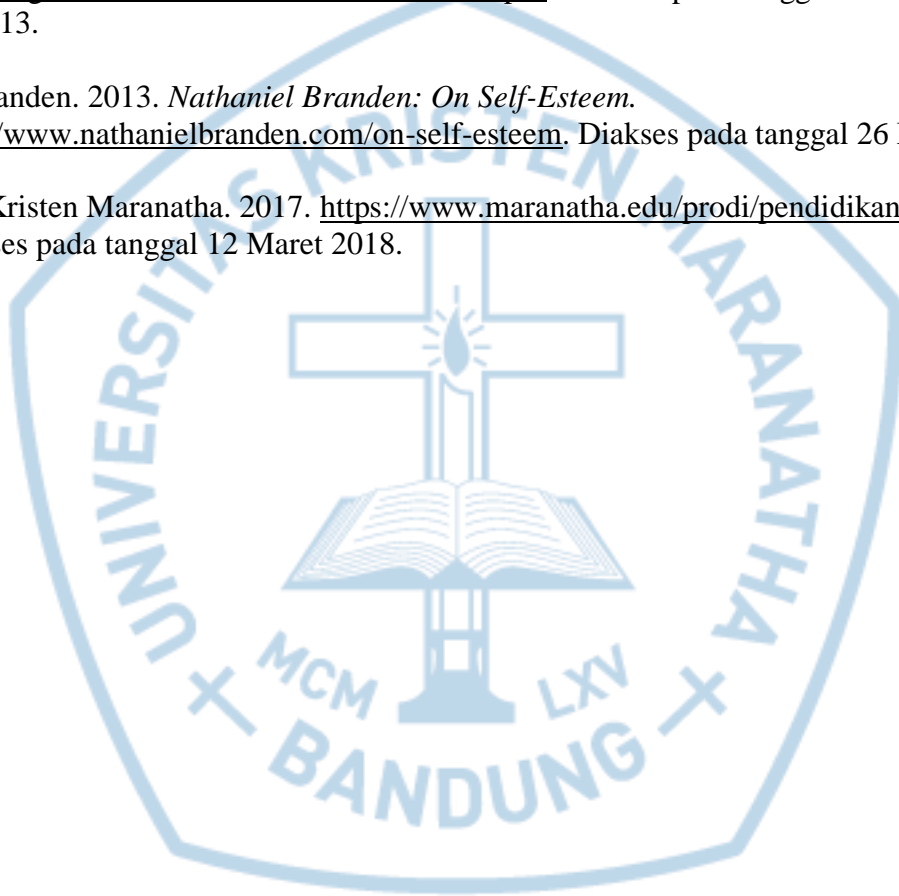 13.
anden. 2013. Nathaniel Branden: On Self-Esteem.
/www.nathanielbranden.com/on-self-esteem. Diakses pada tanggal 26
Kristen Maranatha. 2017. https://www.maranatha.edu/prodi/pendidikan
es pada tanggal 12 Maret 2018.
UNIVERSITAS KRISTEN MARANATHA
MCM LXV
BANDUNG